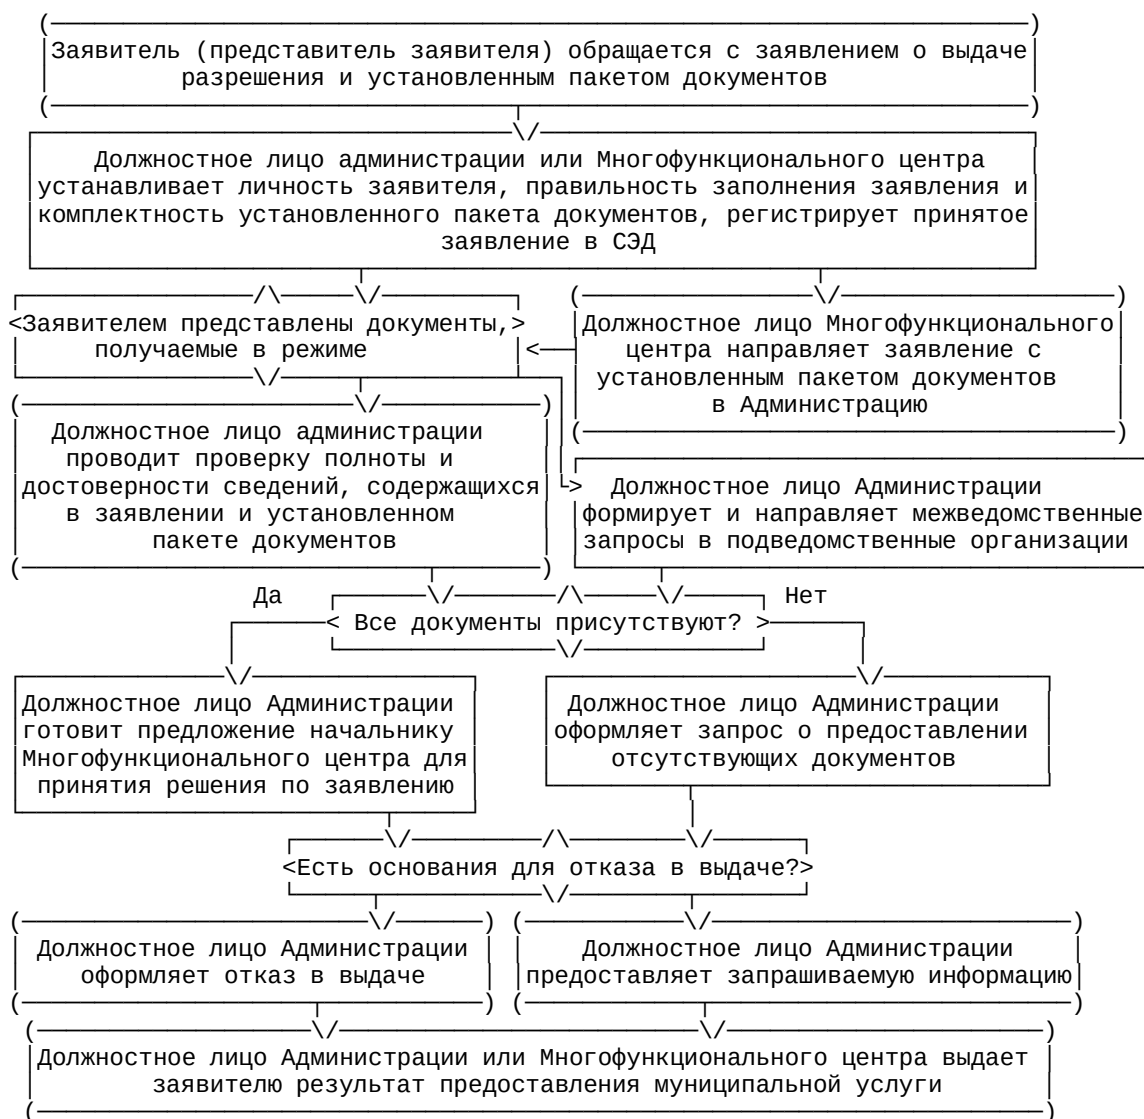 Заявитель (представитель заявителя) обращается с заявлением о выдаче
разрешения и установленным пакетом документов
Должностное лицо администрации или Многофункционального центра
устанавливает личность заявителя, правильность заполнения заявления и
комплектность установленного пакета документов, регистрирует принятое
заявление в СЭД
Заявителем представлены документы,
получаемые в режиме
Должностное лицо Многофункционального
центра направляет заявление с
установленным пакетом документов
в Администрацию
Должностное лицо администрации
проводит проверку полноты и
достоверности сведений, содержащихся
в заявлении и установленном
пакете документов
Должностное лицо Администрации
формирует и направляет межведомственные
запросы в подведомственные организации
Да
Нет
Все документы присутствуют?
Должностное лицо Администрации
готовит предложение начальнику
Многофункционального центра для
принятия решения по заявлению
Должностное лицо Администрации
оформляет запрос о предоставлении
отсутствующих документов
Есть основания для отказа в выдаче?
Должностное лицо Администрации
оформляет отказ в выдаче
Должностное лицо Администрации
предоставляет запрашиваемую информацию
Должностное лицо Администрации или Многофункционального центра выдает
заявителю результат предоставления муниципальной услуги